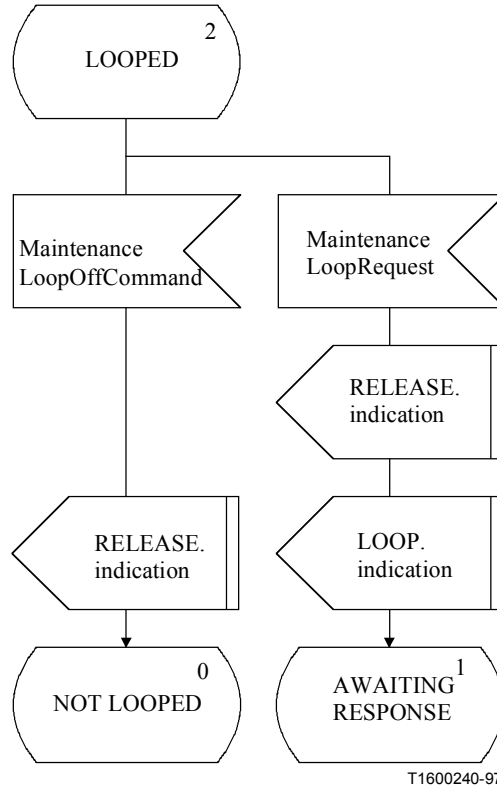 2
LOOPED
Maintenance
LoopOffCommand
Maintenance
LoopRequest
RELEASE.
indication
RELEASE.
indication
LOOP.
indication
0
NOT LOOPED
1
AWAITING
RESPONSE
T1600240-97